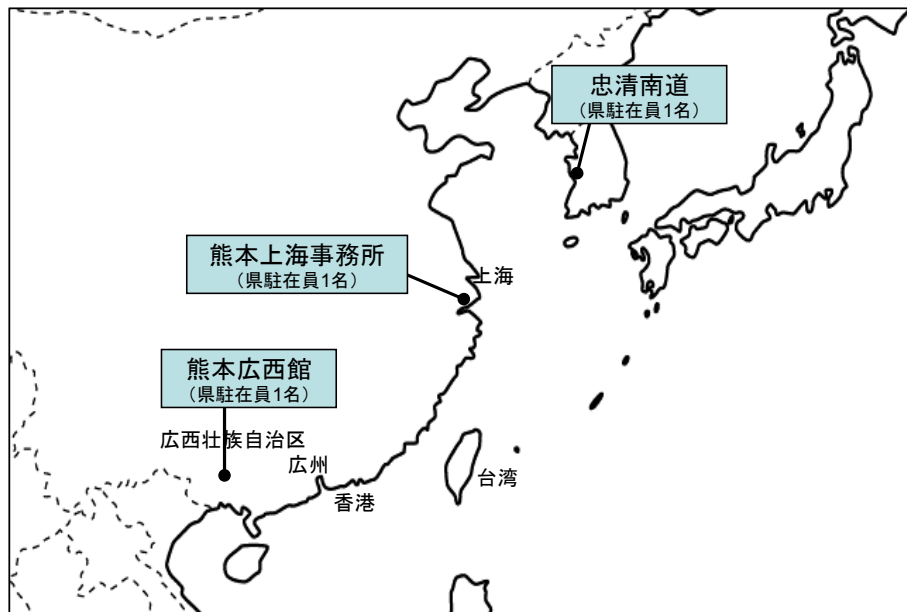 忠清南道
（県駐在員1名）
熊本上海事務所
（県駐在員1名）
上海
熊本広西館
（県駐在員1名）
広西壮族自治区
広州
香港
台湾